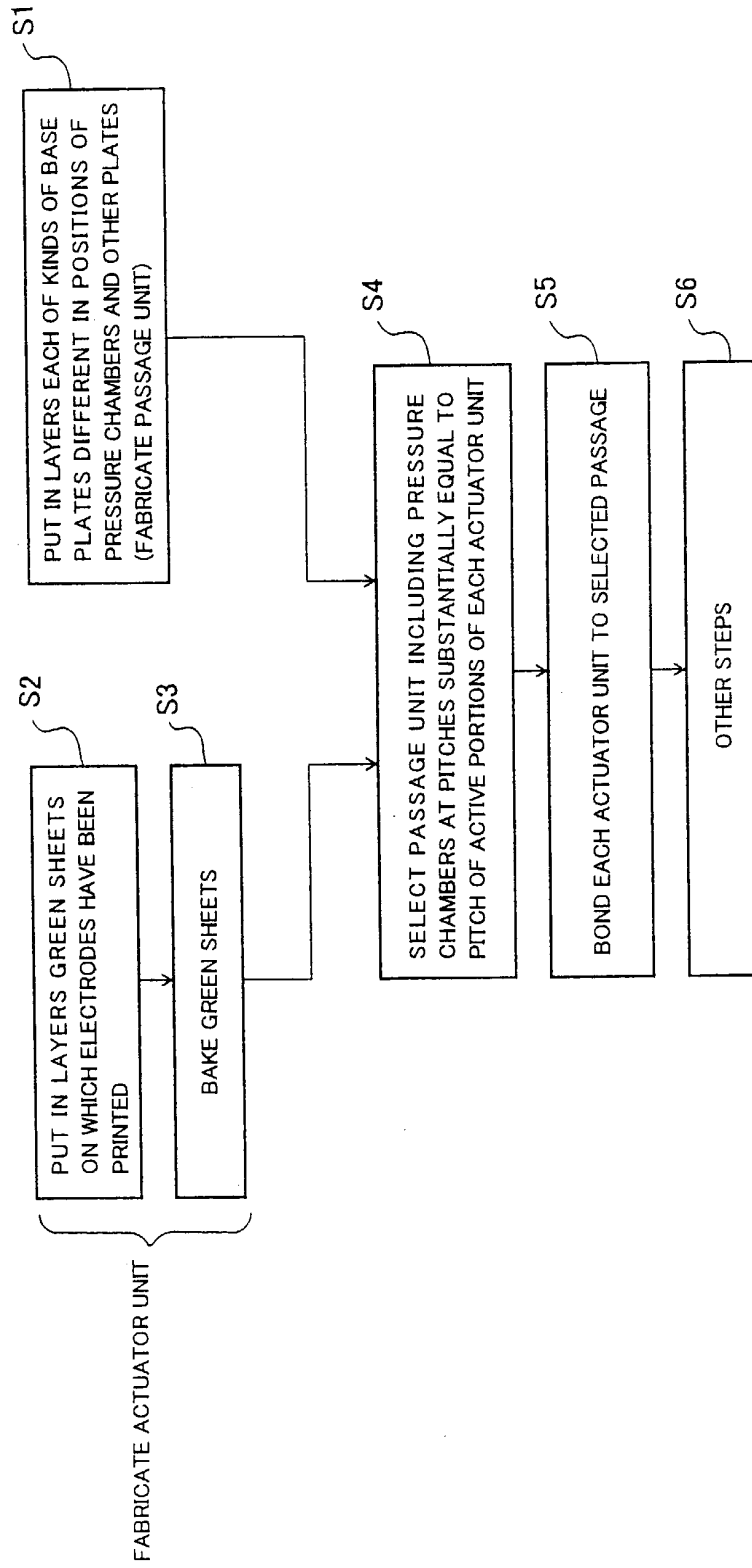 FABRICATE ACTUATOR UNIT
S2
PUT IN LAYERS GREEN SHEETS
ON WHICH ELECTRODES HAVE BEEN
PRINTED
S3
BAKE GREEN SHEETS
S1
PUT IN LAYERS EACH OF KINDS OF BASE
PLATES DIFFERENT IN POSITIONS OF
PRESSURE CHAMBERS AND OTHER PLATES
(FABRICATE PASSAGE UNIT)
S4
SELECT PASSAGE UNIT INCLUDING PRESSURE
CHAMBERS AT PITCHES SUBSTANTIALLY EQUAL TO
PITCH OF ACTIVE PORTIONS OF EACH ACTUATOR UNIT
S5
BOND EACH ACTUATOR UNIT TO SELECTED PASSAGE
S6
OTHER STEPS